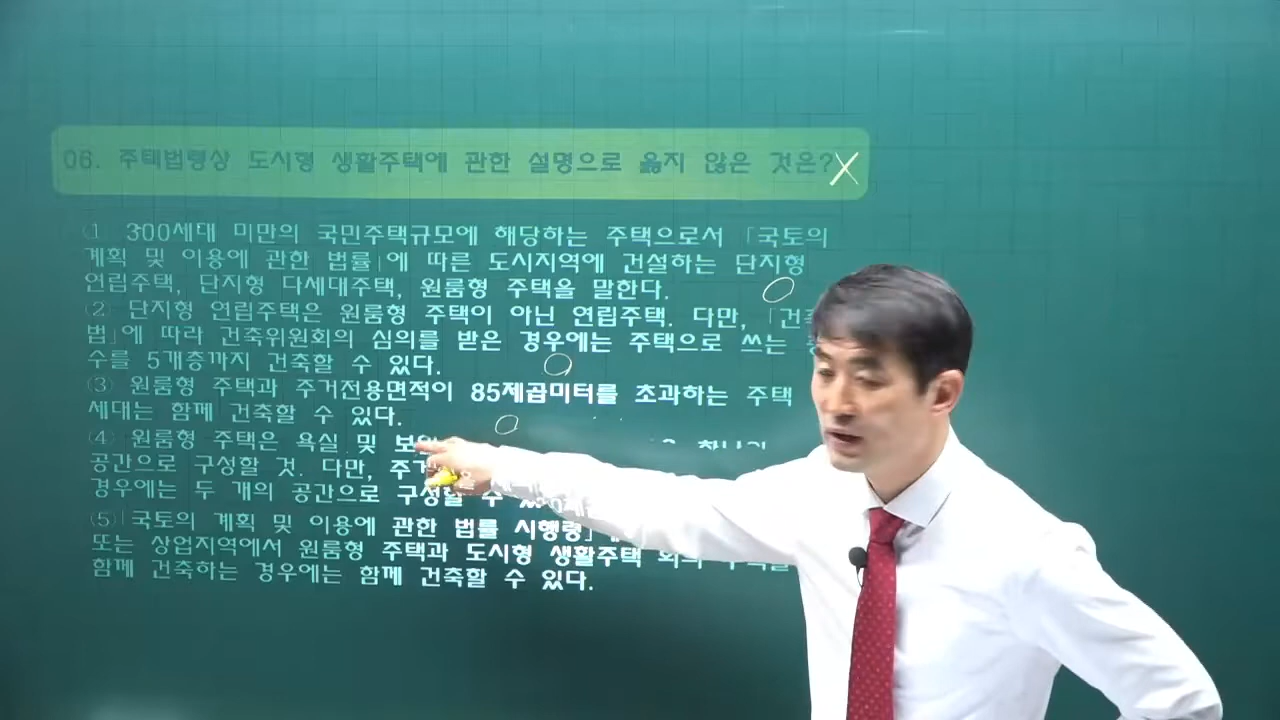 06. 주택법령상 도시형 생활주택에 관한 설명으로 옳지 않은 것은? X
(1) 300세대 미만의 국민주택규모에 해당하는 주택으로서 「국토의
계획 및 이용에 관한 법률」에 따른 도시지역에 건설하는 단지형
연립주택, 단지형 다세대주택, 원룸형 주택을 말한다.
(2) 단지형 연립주택은 원룸형 주택이 아닌 연립주택. 다만, 「건축
법」에 따라 건축위원회의 심의를 받은 경우에는 주택으로 쓰는
수를 5개층까지 건축할 수 있다.
(3) 원룸형 주택과 주거전용면적이 85제곱미터를 초과하는 주택
세대는 함께 건축할 수 있다.
(4) 원룸형 주택은 욕실 및
공간으로 구성할 것. 다만,
경우에는 두 개의 공간으로 구성할 수
(5)「국토의 계획 및 이용에 관한 법률 시행령」
또는 상업지역에서 원룸형 주택과 도시형 생활주택
함께 건축하는 경우에는 함께 건축할 수 있다.